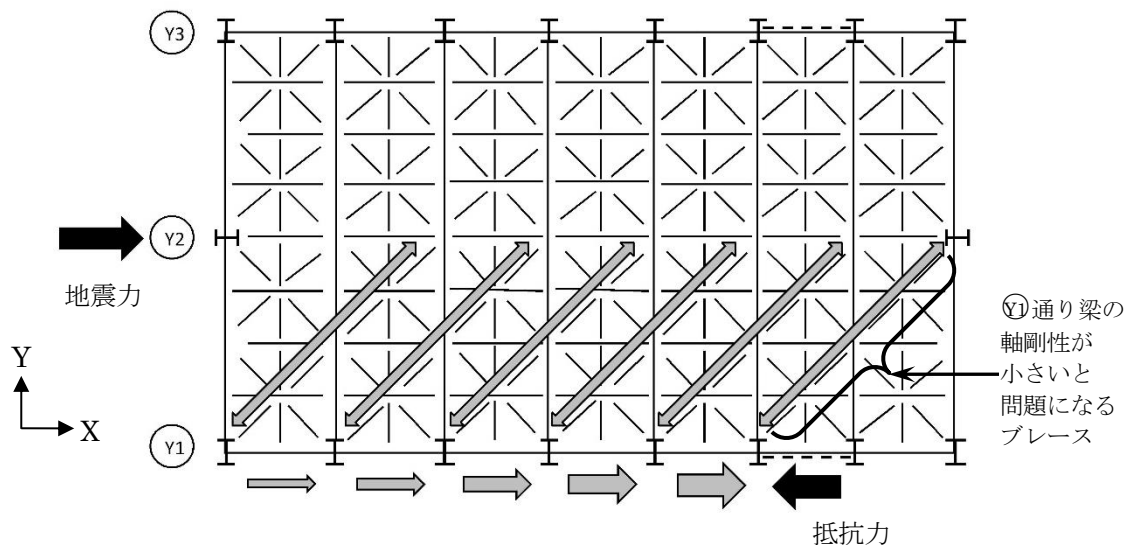 Y3
Y2
地震力
Y
X
Y1
Y1通り梁の
軸剛性が
小さいと
問題になる
ブレース
抵抗力